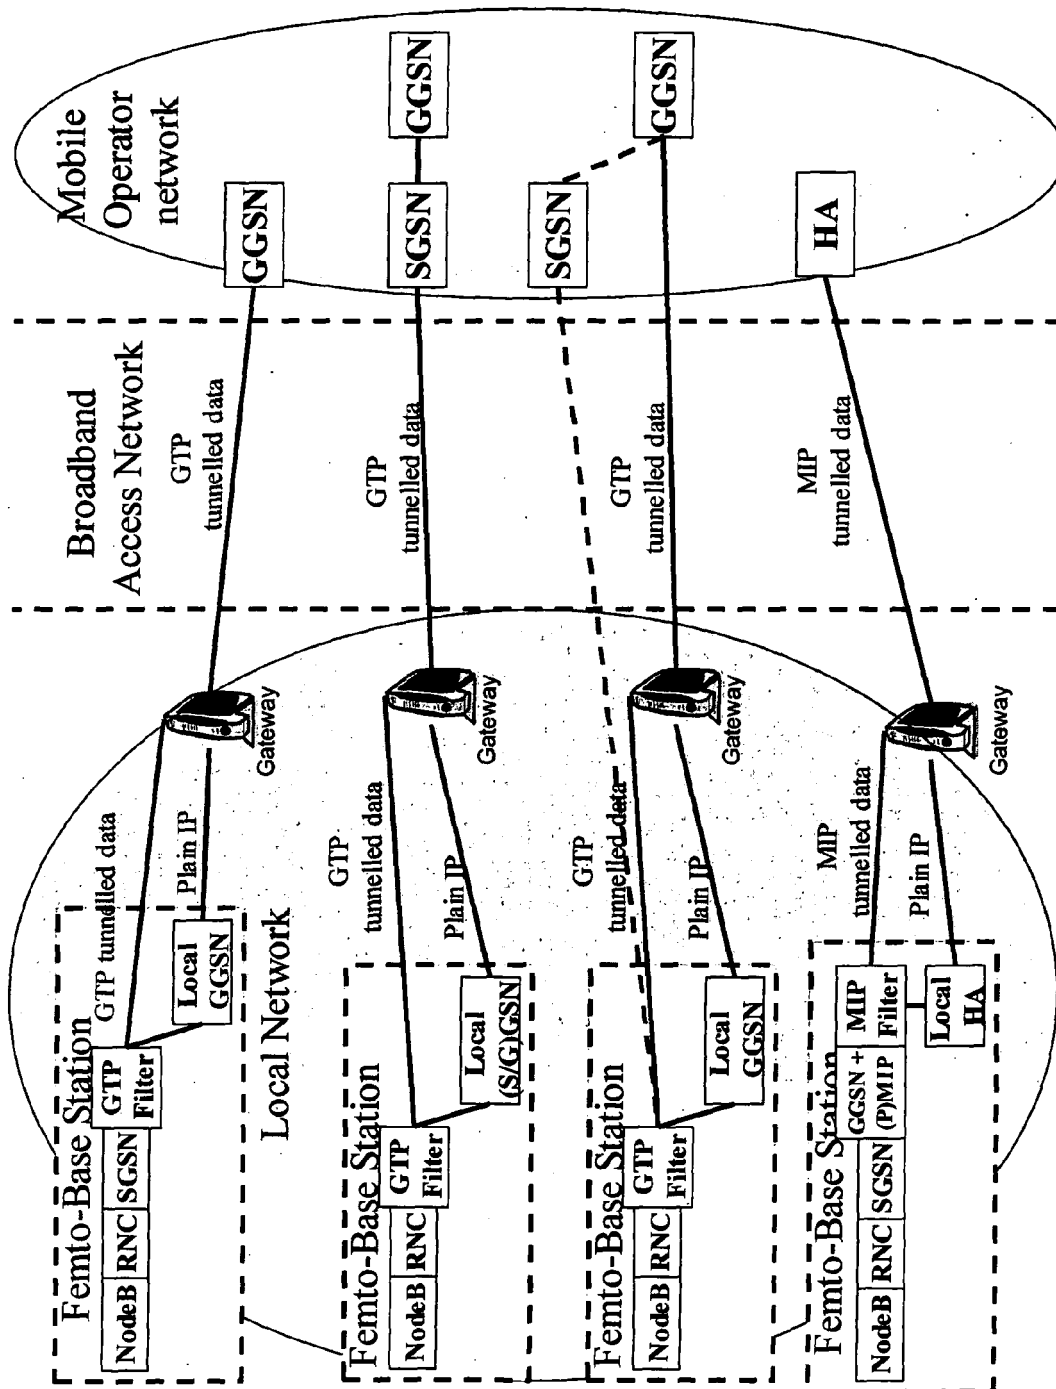 Mobile
Operator
network
Broadband
Access Network
Local Network
Femto-Base Station
NodeB
RNC
SGSN
GTP
Filter
Local
GGSN
GTP tunnelled data
Plain IP
Gateway
GTP
tunnelled data
GGSN
Femto-Base Station
NodeB
RNC
GTP
Filter
Local
(S/G)GSN
GTP
tunnelled data
Plain IP
Gateway
GTP
tunnelled data
SGSN
GGSN
Femto-Base Station
NodeB
RNC
GTP
Filter
Local
GGSN
GTP
tunnelled data
Plain IP
Gateway
GTP
tunnelled data
SGSN
GGSN
Femto-Base Station
NodeB
RNC
SGSN
GGSN +
(P)MIP
MIP
Filter
Local
HA
MIP
tunnelled data
Plain IP
Gateway
MIP
tunnelled data
HA